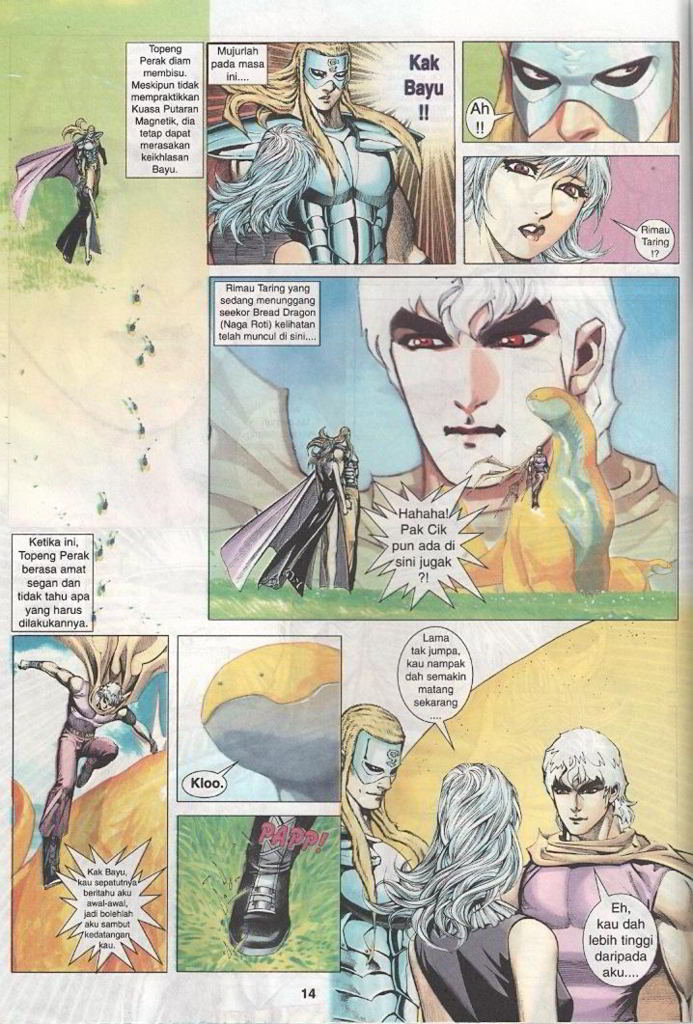 Topeng
Perak diam
membisu.
Meskipun tidak
mempraktikkan
Kuasa Putaran
Magnetik, dia
tetap dapat
merasakan
keikhlasan
Bayu.
Mujurlah
pada masa
ini....
Kak
Bayu
!!
Ah
!!
Rimau
Taring
!?
Rimau Taring yang
sedang menunggang
seekor Bread Dragon
(Naga Roti) kelihatan
telah muncul di sini....
Hahaha!
Pak Cik
pun ada di
sini jugak
?!
Ketika ini,
Topeng Perak
berasa amat
segan dan
tidak tahu apa
yang harus
dilakukannya.
Kak Bayu,
kau sepatutnya
beritahu aku
awal-awal,
jadi bolehlah
aku sambut
kedatangan
kau.
Kloo.
PAPP!
Lama
tak jumpa,
kau nampak
dah semakin
matang
sekarang
....
Eh,
kau dah
lebih tinggi
daripada
aku....
14